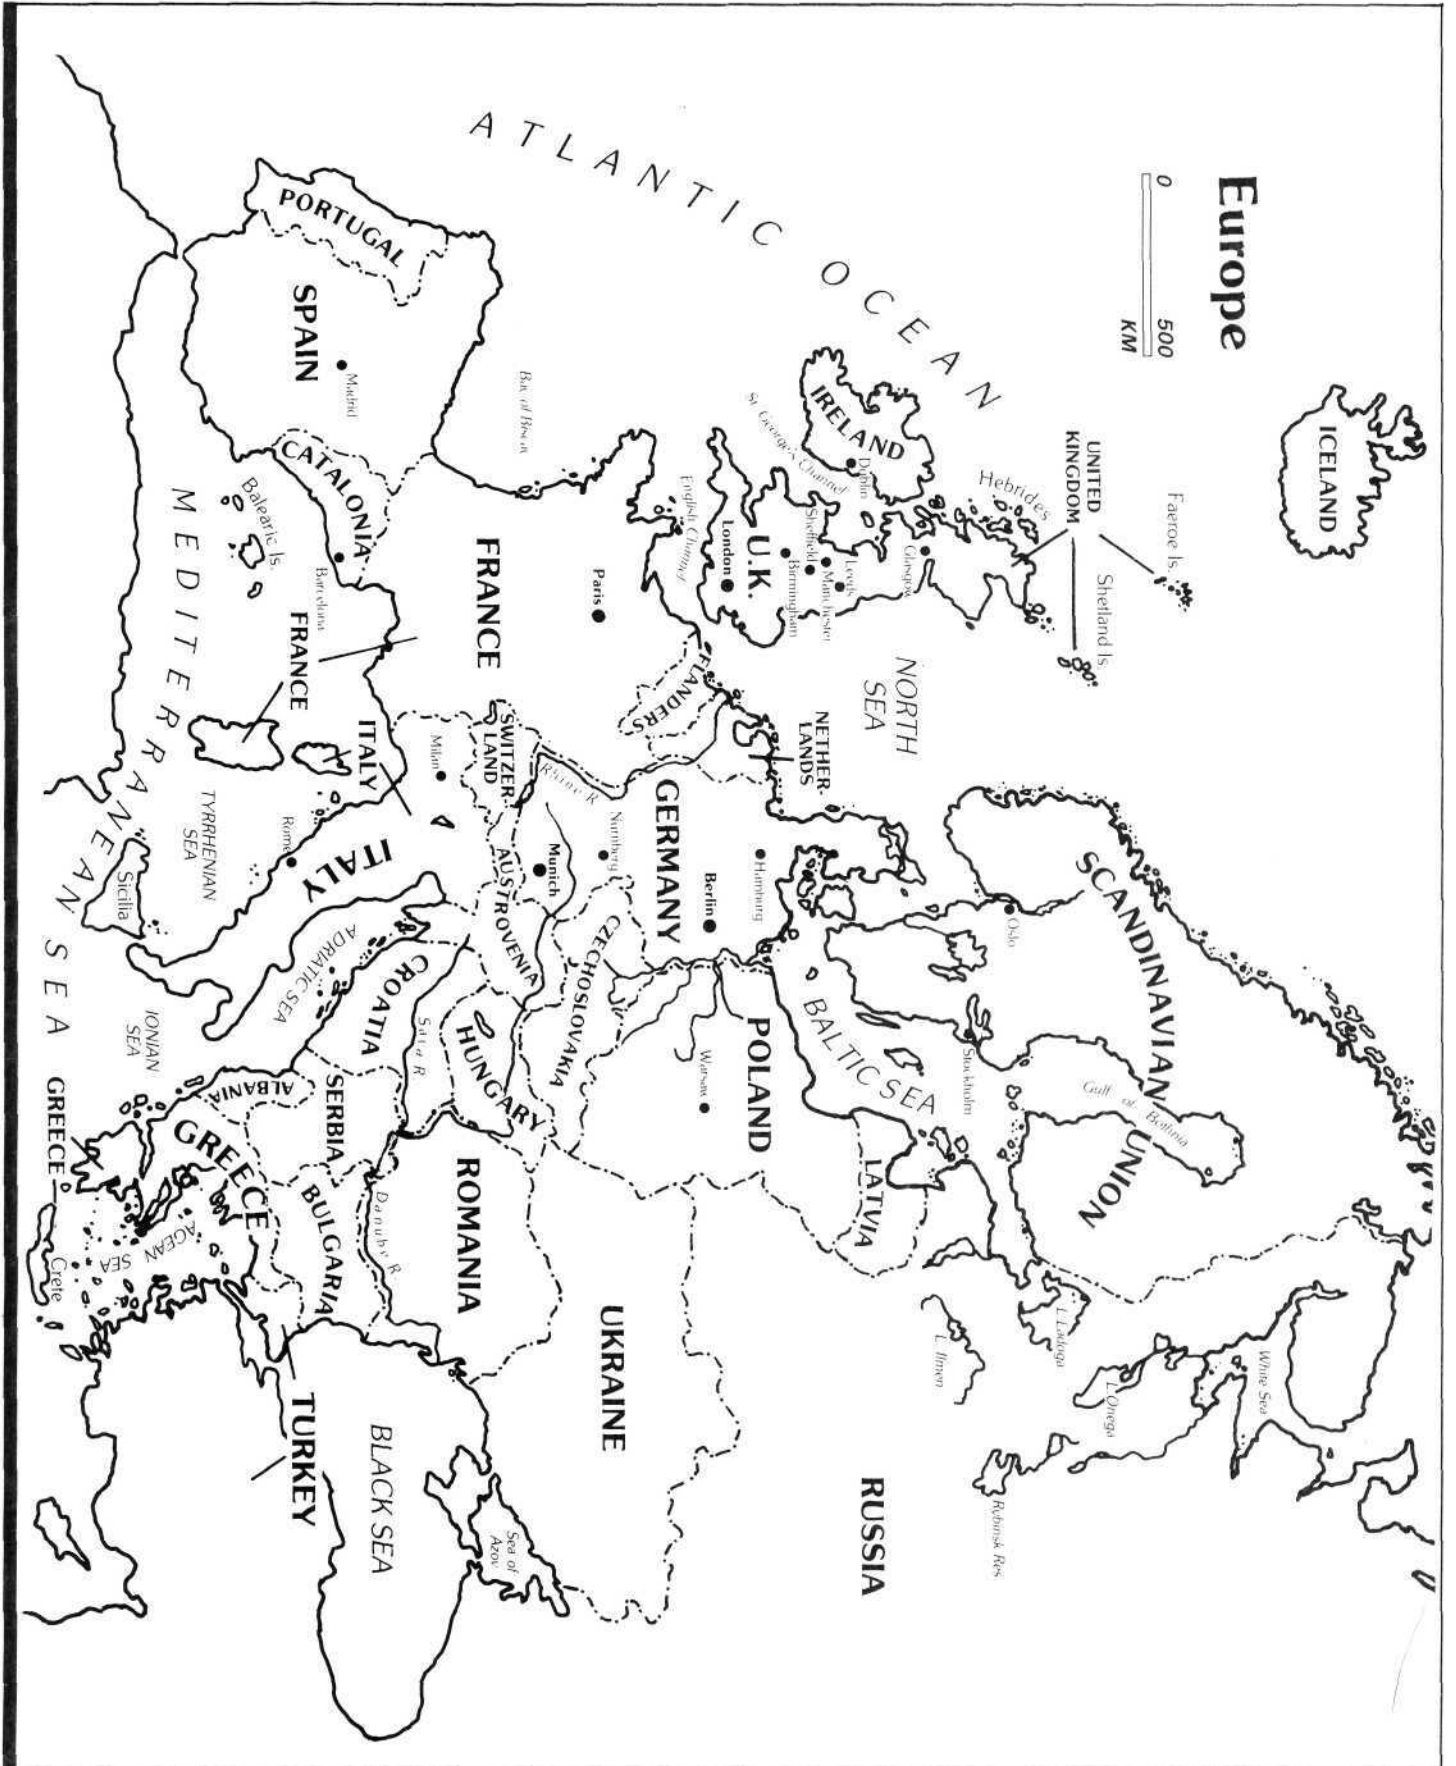 Europe
0 500
KM
ICELAND
Faeroe Is.
Shetland Is.
UNITED
KINGDOM
Hebrides
ATLANTIC OCEAN
IRELAND
Dublin
St. George's Channel
U.K.
Glasgow
Leeds
Manchester
Sheffield
Birmingham
London
English Channel
NORTH
SEA
SCANDINAVIAN
UNION
Oslo
Stockholm
Gulf of Bothnia
BALTIC SEA
White Sea
L. Onega
L. Ladoga
L. Ilmen
Rybinsk Res.
RUSSIA
LATVIA
NETHER-
LANDS
FLANDERS
GERMANY
Hamburg
Berlin
Nurnberg
Munich
Rhine R
POLAND
Warsaw
CZECHOSLOVAKIA
UKRAINE
Sea of
Azov
Paris
FRANCE
Bay of Biscay
SWITZER-
LAND
AUSTROVENIA
HUNGARY
ROMANIA
Milan
ITALY
ITALY
Rome
CROATIA
Sava R
SERBIA
BULGARIA
Danube R
BLACK SEA
ALBANIA
GREECE
GREECE
TURKEY
AGEAN
SEA
Crete
ADRIATIC SEA
IONIAN
SEA
TYRRHENIAN
SEA
Sicilia
PORTUGAL
SPAIN
Madrid
CATALONIA
Barcelona
Balearic Is.
FRANCE
MEDITERRANEAN SEA